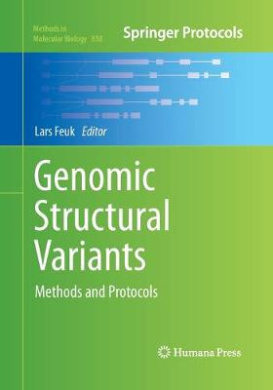 Methods in
Molecular Biology 838
Springer Protocols
Lars Feuk Editor
Genomic
Structural
Variants
Methods and Protocols
Humana Press